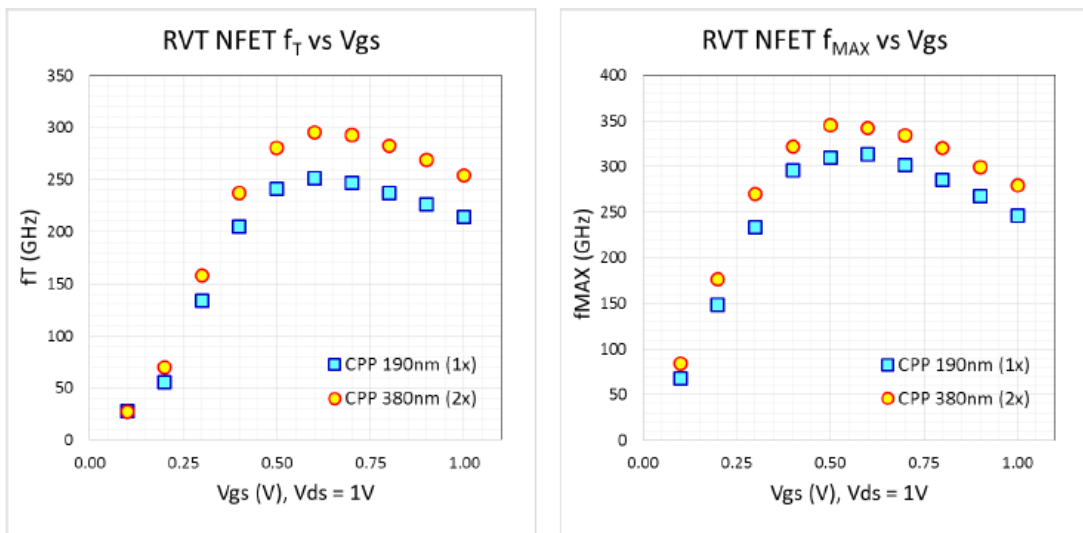 RVT NFET fT vs Vgs
350
300
250
200
150
100
50
0
fT (GHz)
CPP 190nm (1x)
CPP 380nm (2x)
0.00 0.25 0.50 0.75 1.00
Vgs (V), Vds = 1V
RVT NFET fMAX vs Vgs
400
350
300
250
200
150
100
50
0
fMAX (GHz)
CPP 190nm (1x)
CPP 380nm (2x)
0.00 0.25 0.50 0.75 1.00
Vgs (V), Vds = 1V